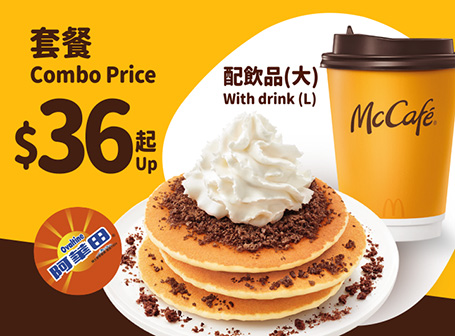 套餐
Combo Price
$36起
Up
配飲品(大)
With drink (L)
McCafé
Ovaltine
阿華田